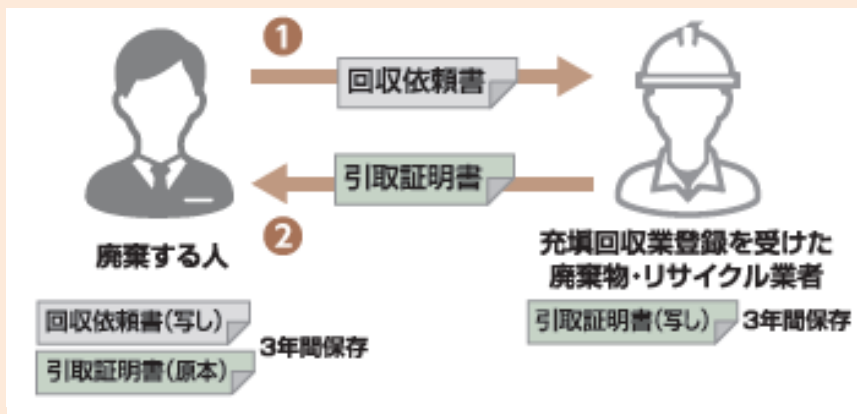 1
回収依頼書
引取証明書
2
廃棄する人
充填回収業登録を受けた
廃棄物・リサイクル業者
回収依頼書(写し)
引取証明書(原本)
3年間保存
引取証明書(写し)
3年間保存